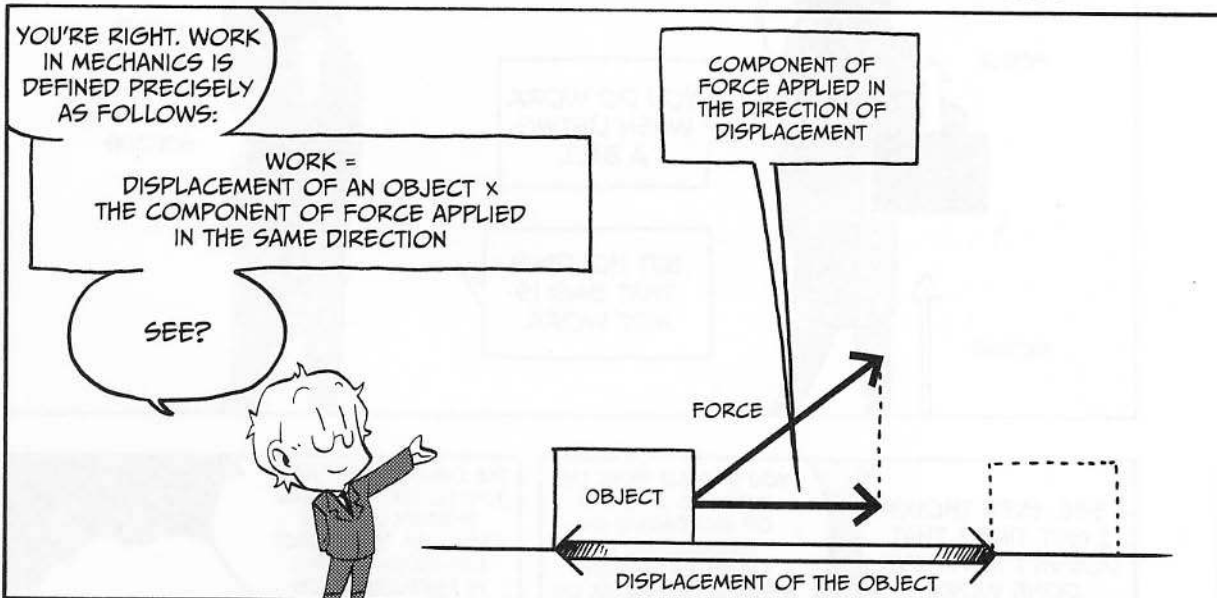 YOU'RE RIGHT. WORK
IN MECHANICS IS
DEFINED PRECISELY
AS FOLLOWS:
WORK =
DISPLACEMENT OF AN OBJECT ×
THE COMPONENT OF FORCE APPLIED
IN THE SAME DIRECTION
SEE?
COMPONENT OF
FORCE APPLIED IN
THE DIRECTION OF
DISPLACEMENT
FORCE
OBJECT
DISPLACEMENT OF THE OBJECT